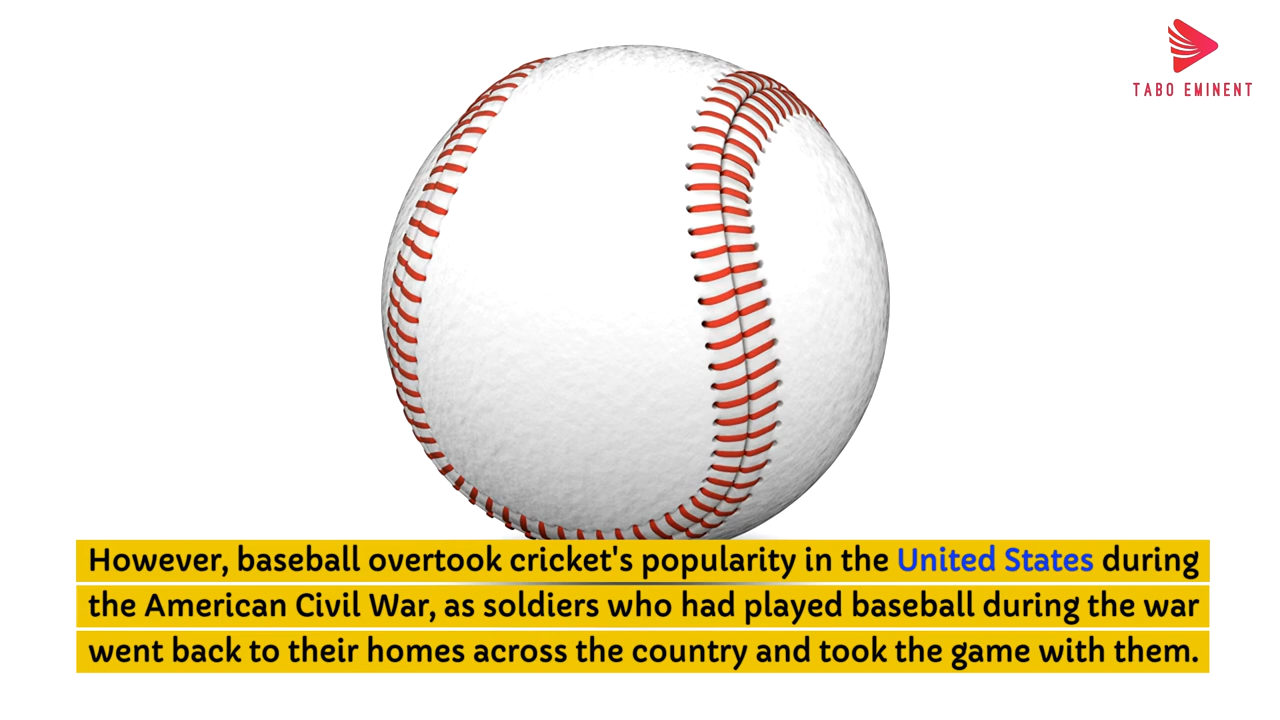 TABO EMINENT
However, baseball overtook cricket's popularity in the United States during
the American Civil War, as soldiers who had played baseball during the war
went back to their homes across the country and took the game with them.